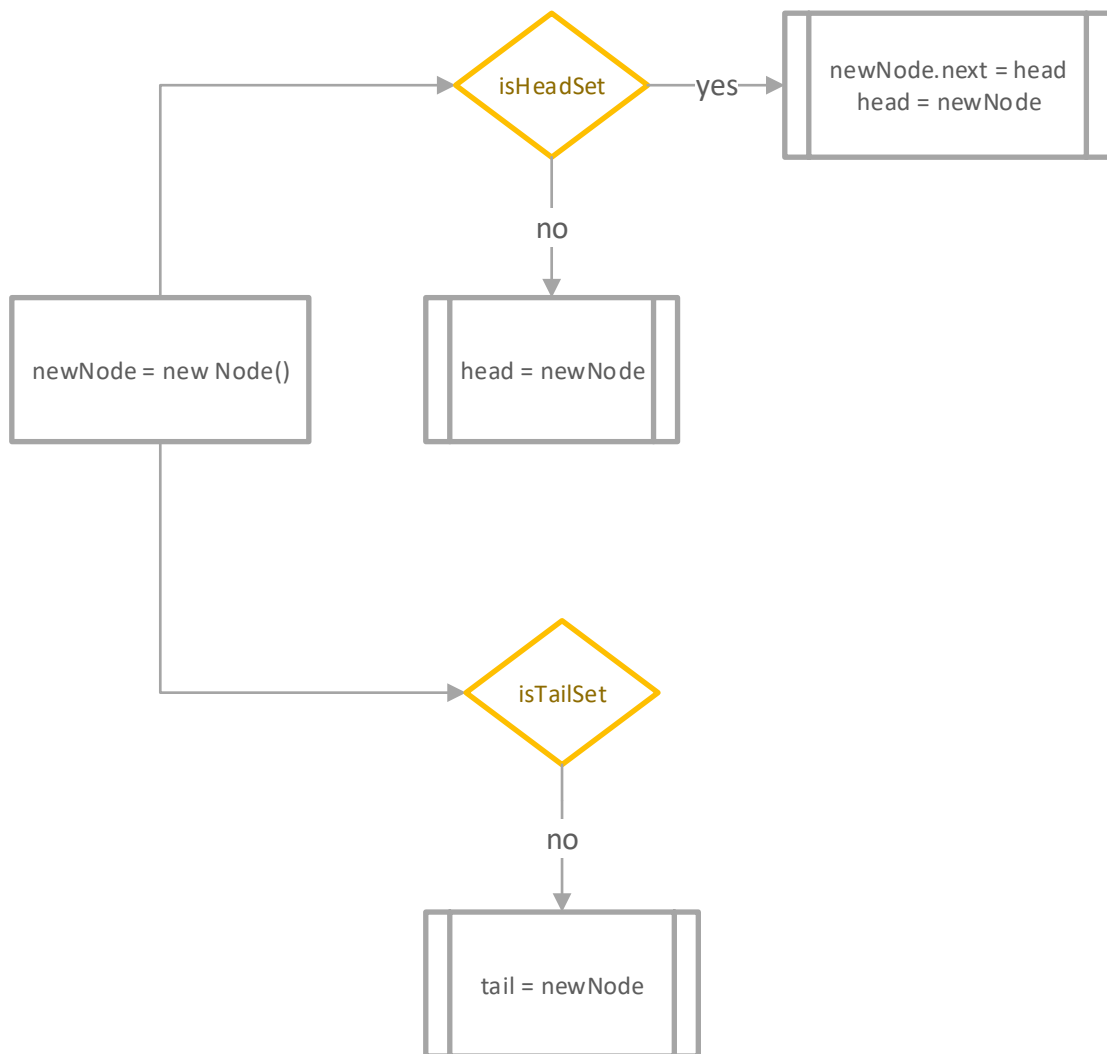 isHeadSet
yes
newNode.next = head
head = newNode
no
newNode = new Node()
head = newNode
isTailSet
no
tail = newNode